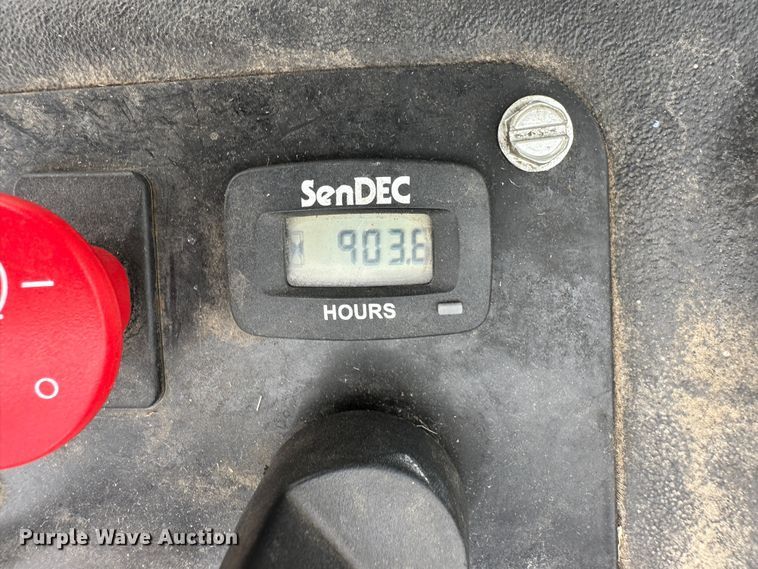 SenDEC
903.6
HOURS
I
O
Purple Wave Auction